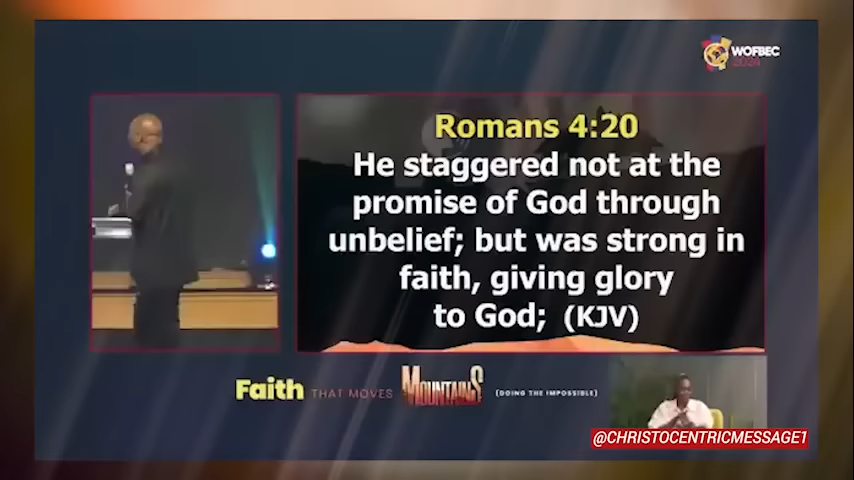 WOFBEC
2024
Romans 4:20
He staggered not at the
promise of God through
unbelief; but was strong in
faith, giving glory
to God; (KJV)
Faith THAT MOVES MOUNTAINS (DOING THE IMPOSSIBLE)
@CHRISTOCENTRICMESSAGE1